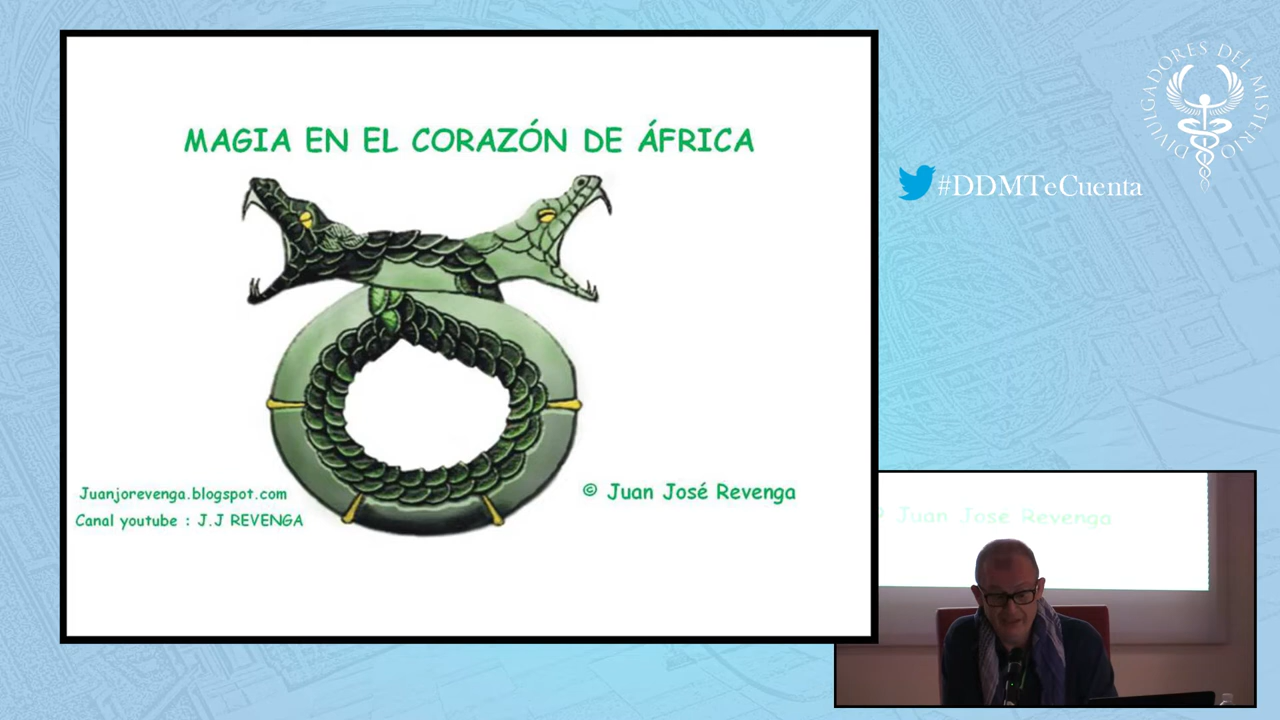 MAGIA EN EL CORAZÓN DE ÁFRICA
Juanjorevenga.blogspot.com
Canal youtube : J.J REVENGA
© Juan José Revenga
#DDMTeCuenta
DIVULGADORES DEL MISTERIO
Juan Jose Revenga